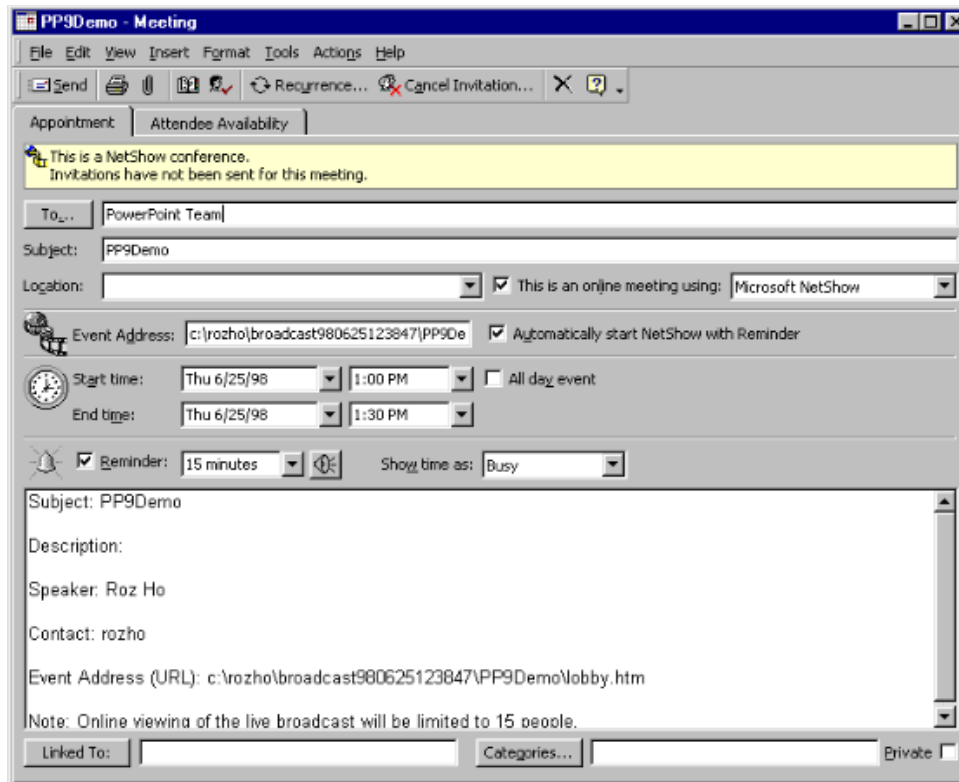 PP9Demo - Meeting
File Edit View Insert Format Tools Actions Help
Send Recurrence... Cancel Invitation...
Appointment Attendee Availability
This is a NetShow conference.
Invitations have not been sent for this meeting.
To... PowerPoint Team
Subject: PP9Demo
Location: This is an online meeting using: Microsoft NetShow
Event Address: c:\rozho\broadcast980625123847\PP9De Automatically start NetShow with Reminder
Start time: Thu 6/25/98 1:00 PM All day event
End time: Thu 6/25/98 1:30 PM
Reminder: 15 minutes Show time as: Busy
Subject: PP9Demo
Description:
Speaker: Roz Ho
Contact: rozho
Event Address (URL): c:\rozho\broadcast980625123847\PP9Demo\lobby.htm
Note: Online viewing of the live broadcast will be limited to 15 people.
Linked To: Categories... Private